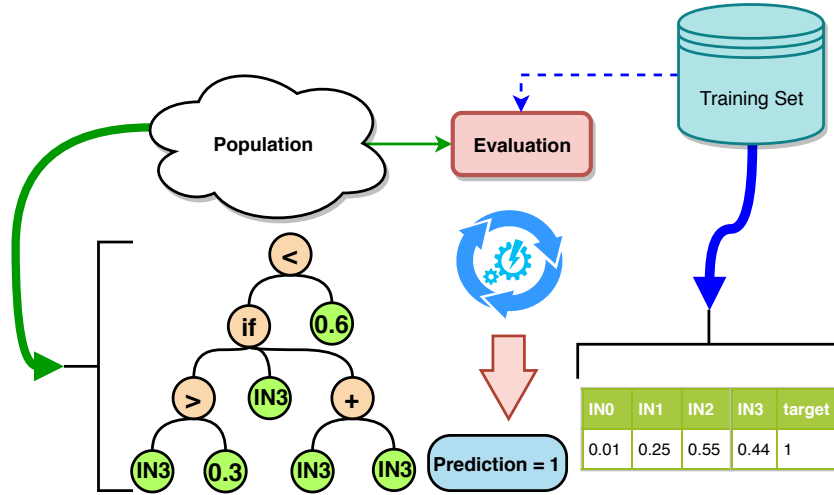 Training Set
Population
Evaluation
<
if
0.6
>
IN3
+
IN3
0.3
IN3
IN3
Prediction = 1
IN0 IN1 IN2 IN3 target
0.01 0.25 0.55 0.44 1